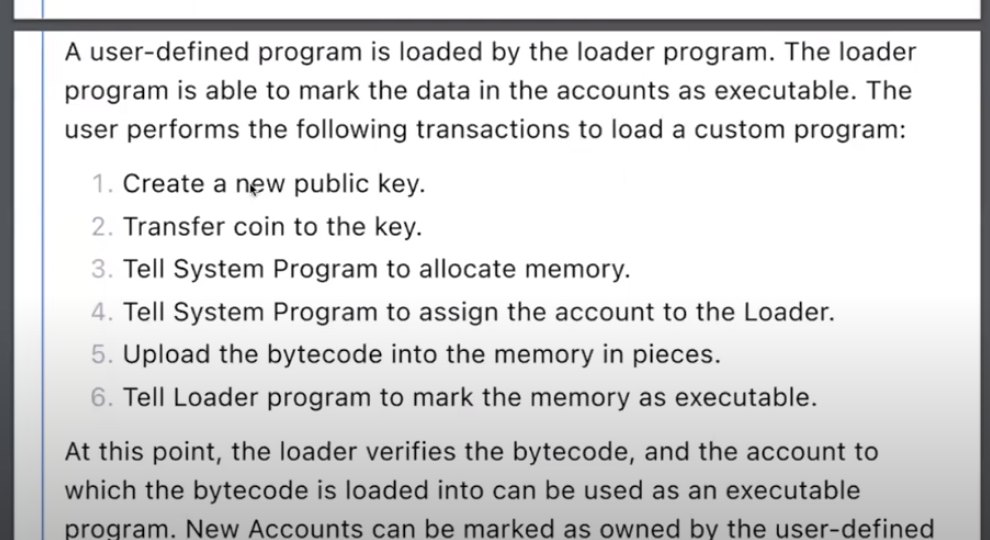 A user-defined program is loaded by the loader program. The loader
program is able to mark the data in the accounts as executable. The
user performs the following transactions to load a custom program:
1. Create a new public key.
2. Transfer coin to the key.
3. Tell System Program to allocate memory.
4. Tell System Program to assign the account to the Loader.
5. Upload the bytecode into the memory in pieces.
6. Tell Loader program to mark the memory as executable.
At this point, the loader verifies the bytecode, and the account to
which the bytecode is loaded into can be used as an executable
program. New Accounts can be marked as owned by the user-defined